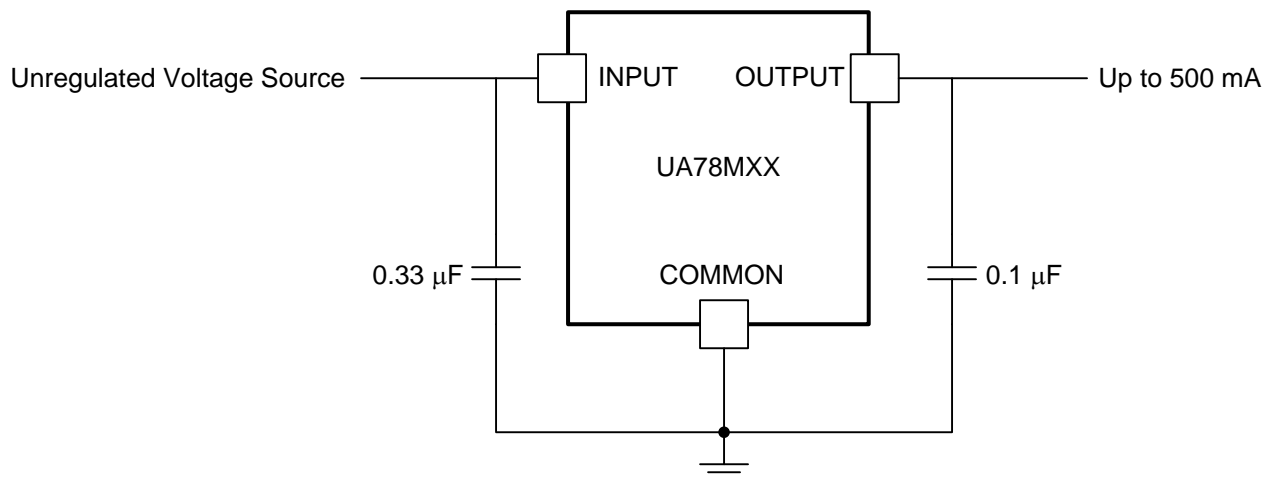 Unregulated Voltage Source
INPUT
OUTPUT
Up to 500 mA
UA78MXX
0.33 μF
COMMON
0.1 μF